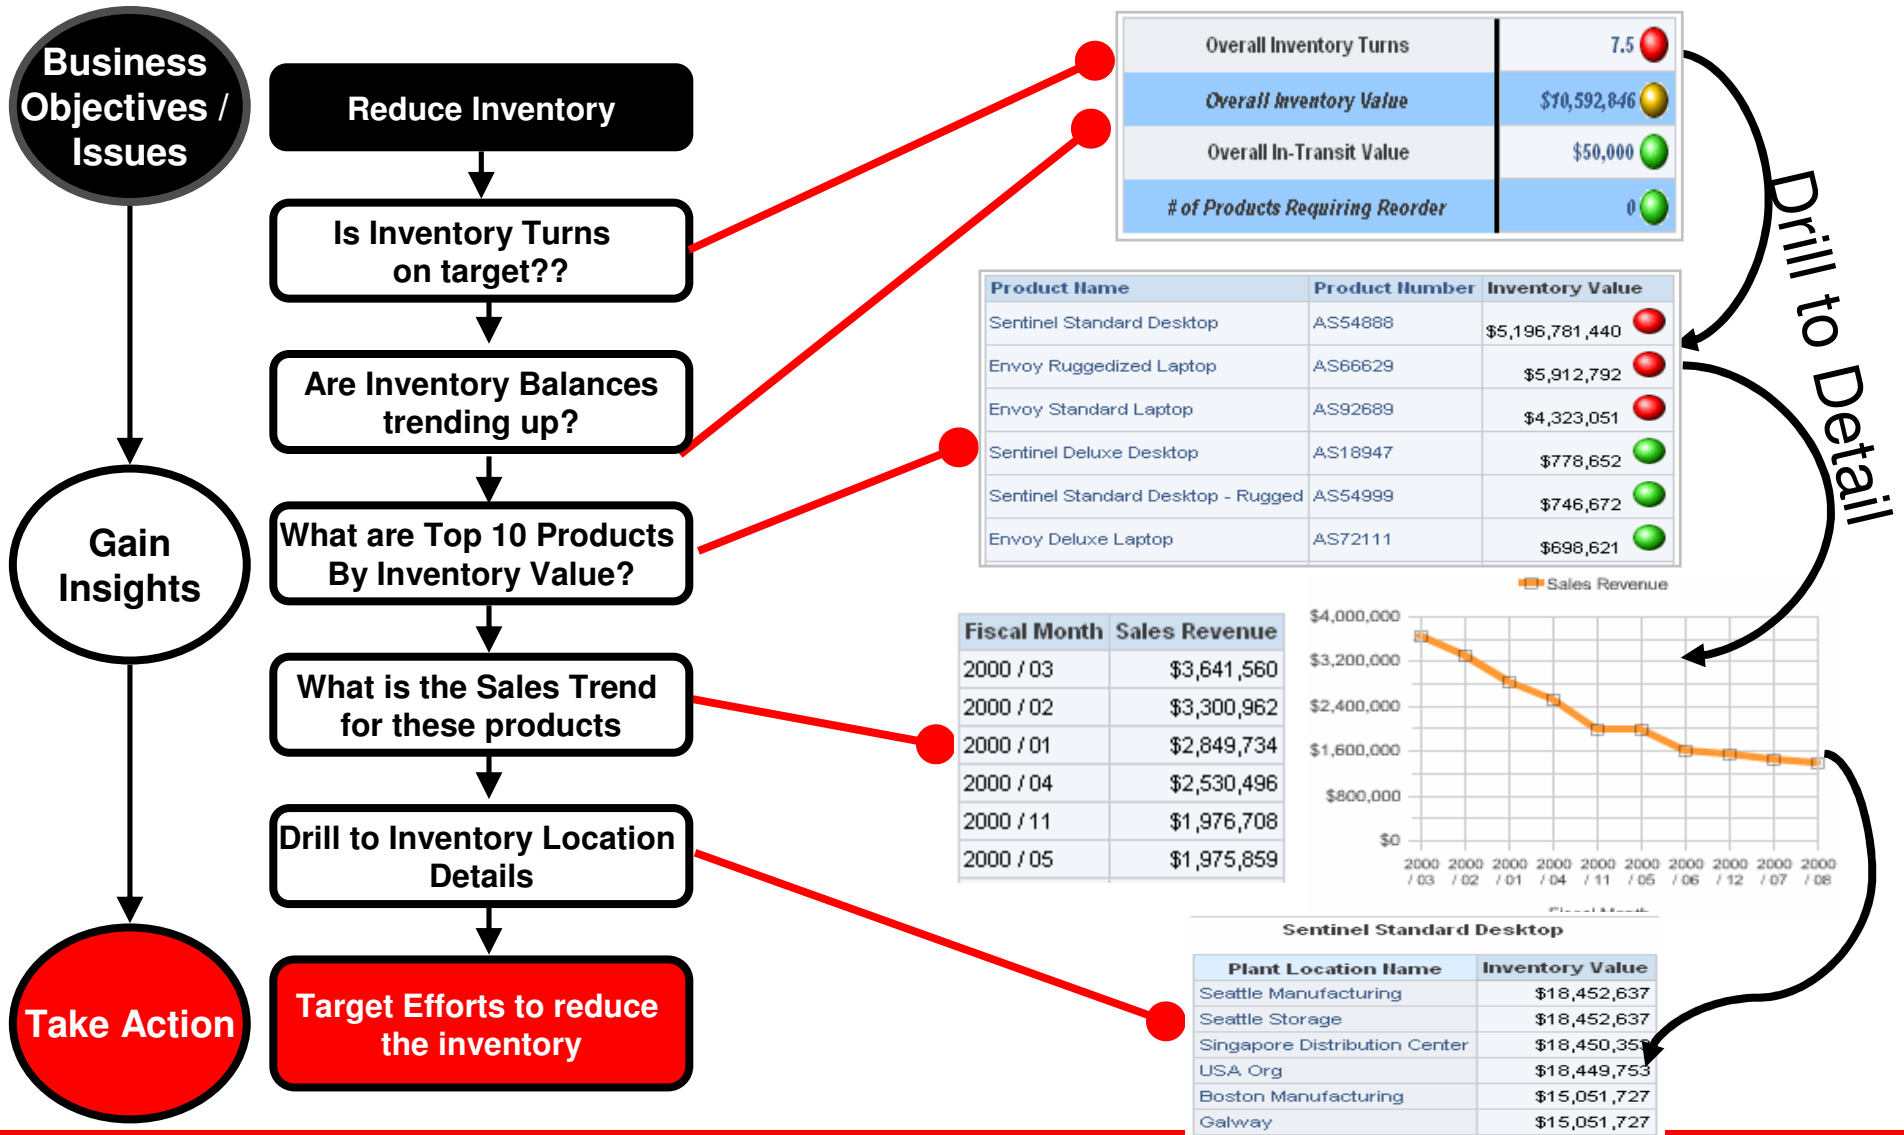 Business
Objectives /
Issues
Gain
Insights
Take Action
Reduce Inventory
Is Inventory Turns
on target??
Are Inventory Balances
trending up?
What are Top 10 Products
By Inventory Value?
What is the Sales Trend
for these products
Drill to Inventory Location
Details
Target Efforts to reduce
the inventory
Overall Inventory Turns 7.5
Overall Inventory Value $10,592,846
Overall In-Transit Value $50,000
# of Products Requiring Reorder 0
Drill to Detail
Product Name Product Number Inventory Value
Sentinel Standard Desktop AS54888 $5,196,781,440
Envoy Ruggedized Laptop AS66629 $5,912,792
Envoy Standard Laptop AS92689 $4,323,051
Sentinel Deluxe Desktop AS18947 $778,652
Sentinel Standard Desktop - Rugged AS54999 $746,672
Envoy Deluxe Laptop AS72111 $698,621
Fiscal Month Sales Revenue
2000 / 03 $3,641,560
2000 / 02 $3,300,962
2000 / 01 $2,849,734
2000 / 04 $2,530,496
2000 / 11 $1,976,708
2000 / 05 $1,975,859
Sales Revenue
$4,000,000
$3,200,000
$2,400,000
$1,600,000
$800,000
$0
2000 2000 2000 2000 2000 2000 2000 2000 2000 2000
/ 03 / 02 / 01 / 04 / 11 / 05 / 06 / 12 / 07 / 08
Fiscal Month
Sentinel Standard Desktop
Plant Location Name Inventory Value
Seattle Manufacturing $18,452,637
Seattle Storage $18,452,637
Singapore Distribution Center $18,450,353
USA Org $18,449,753
Boston Manufacturing $15,051,727
Galway $15,051,727